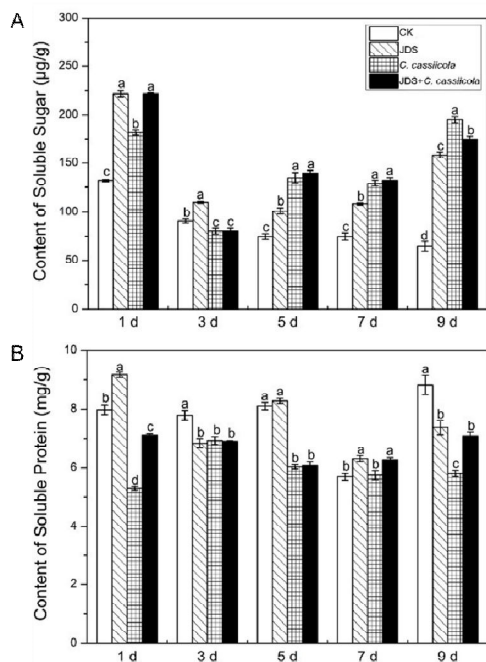 A
Content of Soluble Sugar (μg/g)
300
250
200
150
100
50
0
CK
JDS
C. cassiicola
JDS+C. cassiicola
c a b a
b a c c
c b a a
c b a a
d c a b
1 d 3 d 5 d 7 d 9 d
B
Content of Soluble Protein (mg/g)
10
8
6
4
2
0
b a d c
a b b b
a a b b
b a b a
a b c b
1 d 3 d 5 d 7 d 9 d